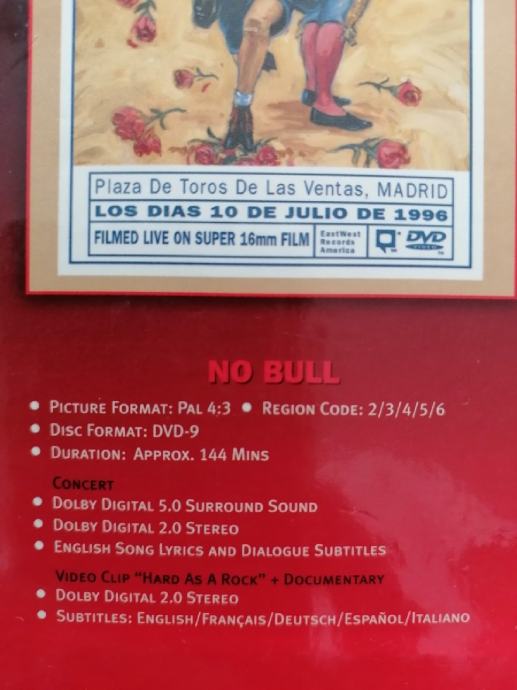 Plaza De Toros De Las Ventas, MADRID
LOS DIAS 10 DE JULIO DE 1996
FILMED LIVE ON SUPER 16mm FILM
EastWest
Records
America
DVD
VIDEO
NO BULL
• PICTURE FORMAT: PAL 4:3 • REGION CODE: 2/3/4/5/6
• DISC FORMAT: DVD-9
• DURATION: APPROX. 144 MINS
CONCERT
• DOLBY DIGITAL 5.0 SURROUND SOUND
• DOLBY DIGITAL 2.0 STEREO
• ENGLISH SONG LYRICS AND DIALOGUE SUBTITLES
VIDEO CLIP "HARD AS A ROCK" + DOCUMENTARY
• DOLBY DIGITAL 2.0 STEREO
• SUBTITLES: ENGLISH/FRANÇAIS/DEUTSCH/ESPAÑOL/ITALIANO